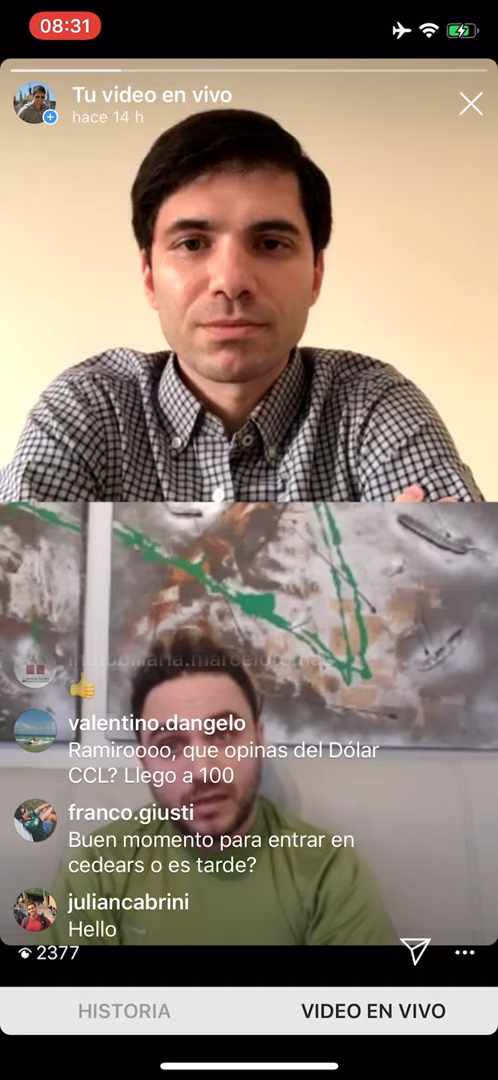 08:31
Tu video en vivo
hace 14 h
valentino.dangelo
Ramiroooo, que opinas del Dólar
CCL? Llego a 100
franco.giusti
Buen momento para entrar en
cedears o es tarde?
juliancabrini
Hello
2377
HISTORIA
VIDEO EN VIVO